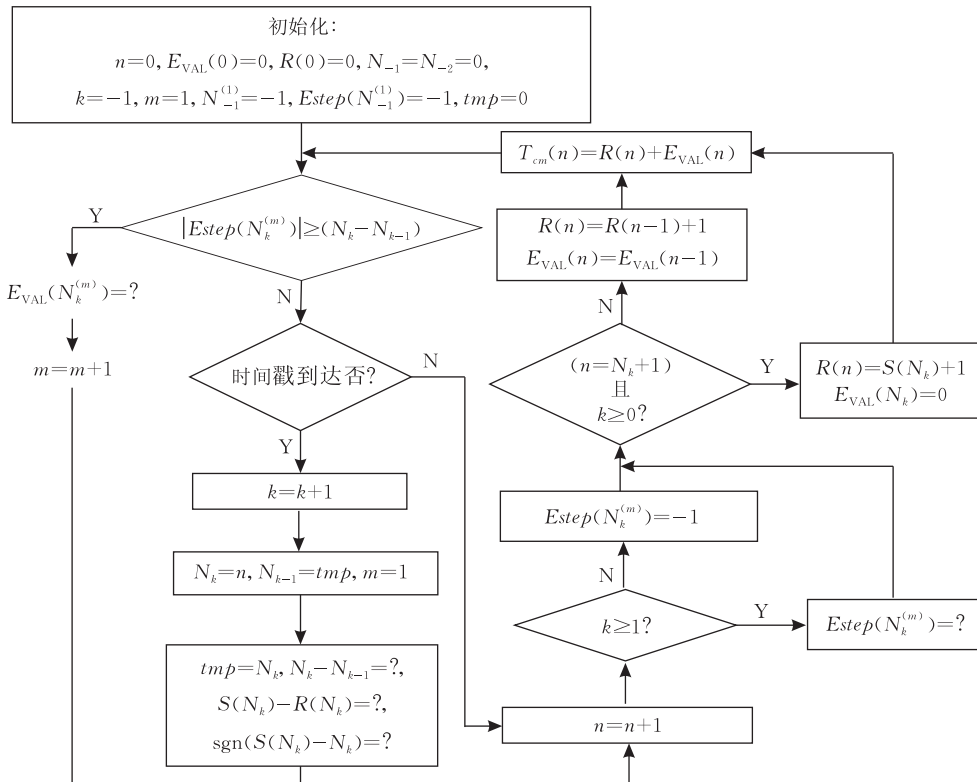 初始化:
n=0, E_VAL(0)=0, R(0)=0, N_{-1}=N_{-2}=0,
k=-1, m=1, N_{-1}^{(1)}=-1, Estep(N_{-1}^{(1)})=-1, tmp=0
|Estep(N_k^{(m)})|≥(N_k-N_{k-1})
Y
E_VAL(N_k^{(m)})=?
m=m+1
N
时间戳到达否?
N
Y
k=k+1
N_k=n, N_{k-1}=tmp, m=1
tmp=N_k, N_k-N_{k-1}=?,
S(N_k)-R(N_k)=?,
sgn(S(N_k)-N_k)=?
T_{cm}(n)=R(n)+E_VAL(n)
R(n)=R(n-1)+1
E_VAL(n)=E_VAL(n-1)
N
(n=N_k+1)
且
k≥0?
Y
R(n)=S(N_k)+1
E_VAL(N_k)=0
Estep(N_k^{(m)})=-1
N
k≥1?
Y
Estep(N_k^{(m)})=?
n=n+1